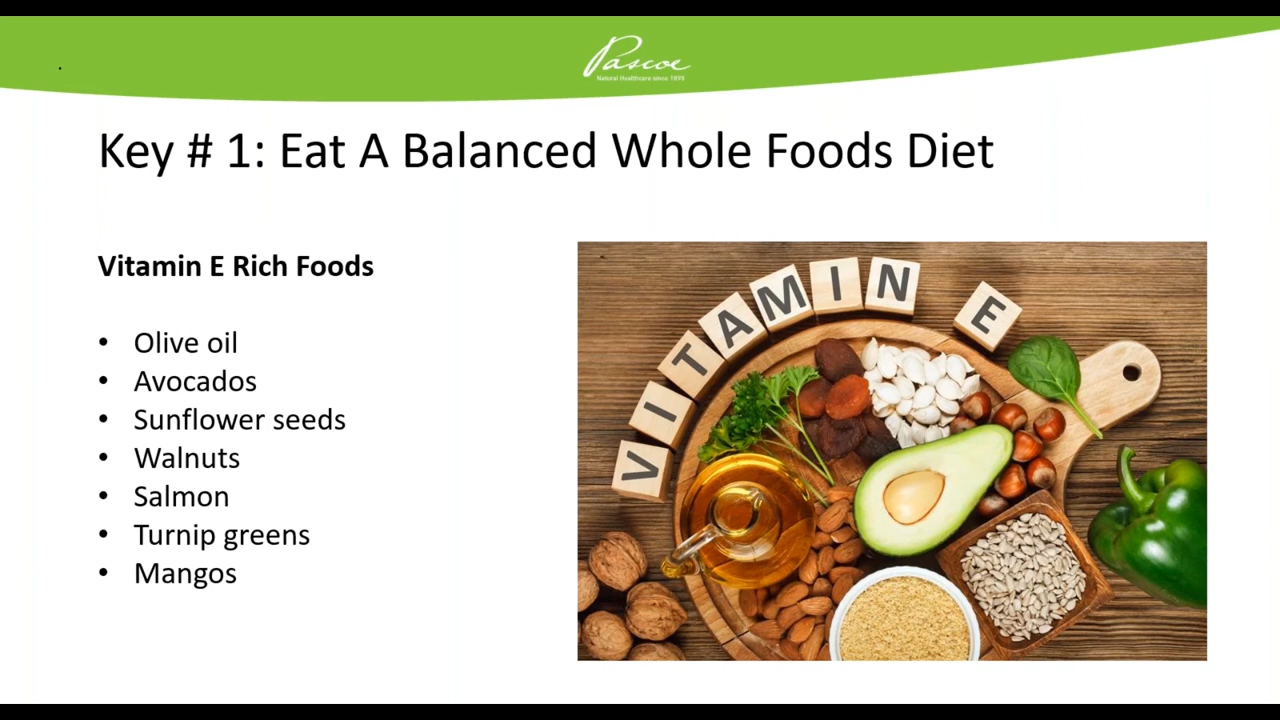 Pascoe
Natural Healthcare since 1895
Key # 1: Eat A Balanced Whole Foods Diet
Vitamin E Rich Foods
• Olive oil
• Avocados
• Sunflower seeds
• Walnuts
• Salmon
• Turnip greens
• Mangos
VITAMIN E